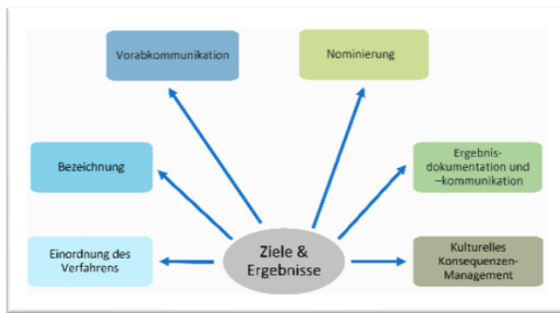 Vorabkommunikation
Nominierung
Bezeichnung
Ergebnis-
dokumentation und
–kommunikation
Einordnung des
Verfahrens
Ziele &
Ergebnisse
Kulturelles
Konsequenzen-
Management